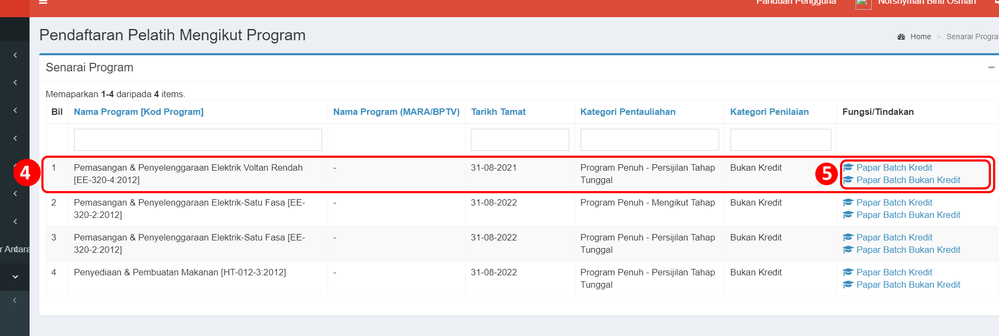 Panduan Pengguna Norshyman Binti Osman
Pendaftaran Pelatih Mengikut Program
Home > Senarai Progra
Senarai Program
Memaparkan 1-4 daripada 4 items.
Bil Nama Program [Kod Program] Nama Program (MARA/BPTV) Tarikh Tamat Kategori Pentauliahan Kategori Penilaian Fungsi/Tindakan
4
1 Pemasangan & Penyelenggaraan Elektrik Voltan Rendah - 31-08-2021 Program Penuh - Persijilan Tahap Bukan Kredit 5 Papar Batch Kredit
[EE-320-4:2012] Tunggal Papar Batch Bukan Kredit
2 Pemasangan & Penyelenggaraan Elektrik-Satu Fasa [EE- - 31-08-2022 Program Penuh - Mengikut Tahap Bukan Kredit Papar Batch Kredit
320-2:2012] Papar Batch Bukan Kredit
3 Pemasangan & Penyelenggaraan Elektrik-Satu Fasa [EE- - 31-08-2022 Program Penuh - Persijilan Tahap Bukan Kredit Papar Batch Kredit
320-2:2012] Tunggal Papar Batch Bukan Kredit
r Antara
4 Penyediaan & Pembuatan Makanan [HT-012-3:2012] - 31-08-2022 Program Penuh - Persijilan Tahap Bukan Kredit Papar Batch Kredit
Tunggal Papar Batch Bukan Kredit